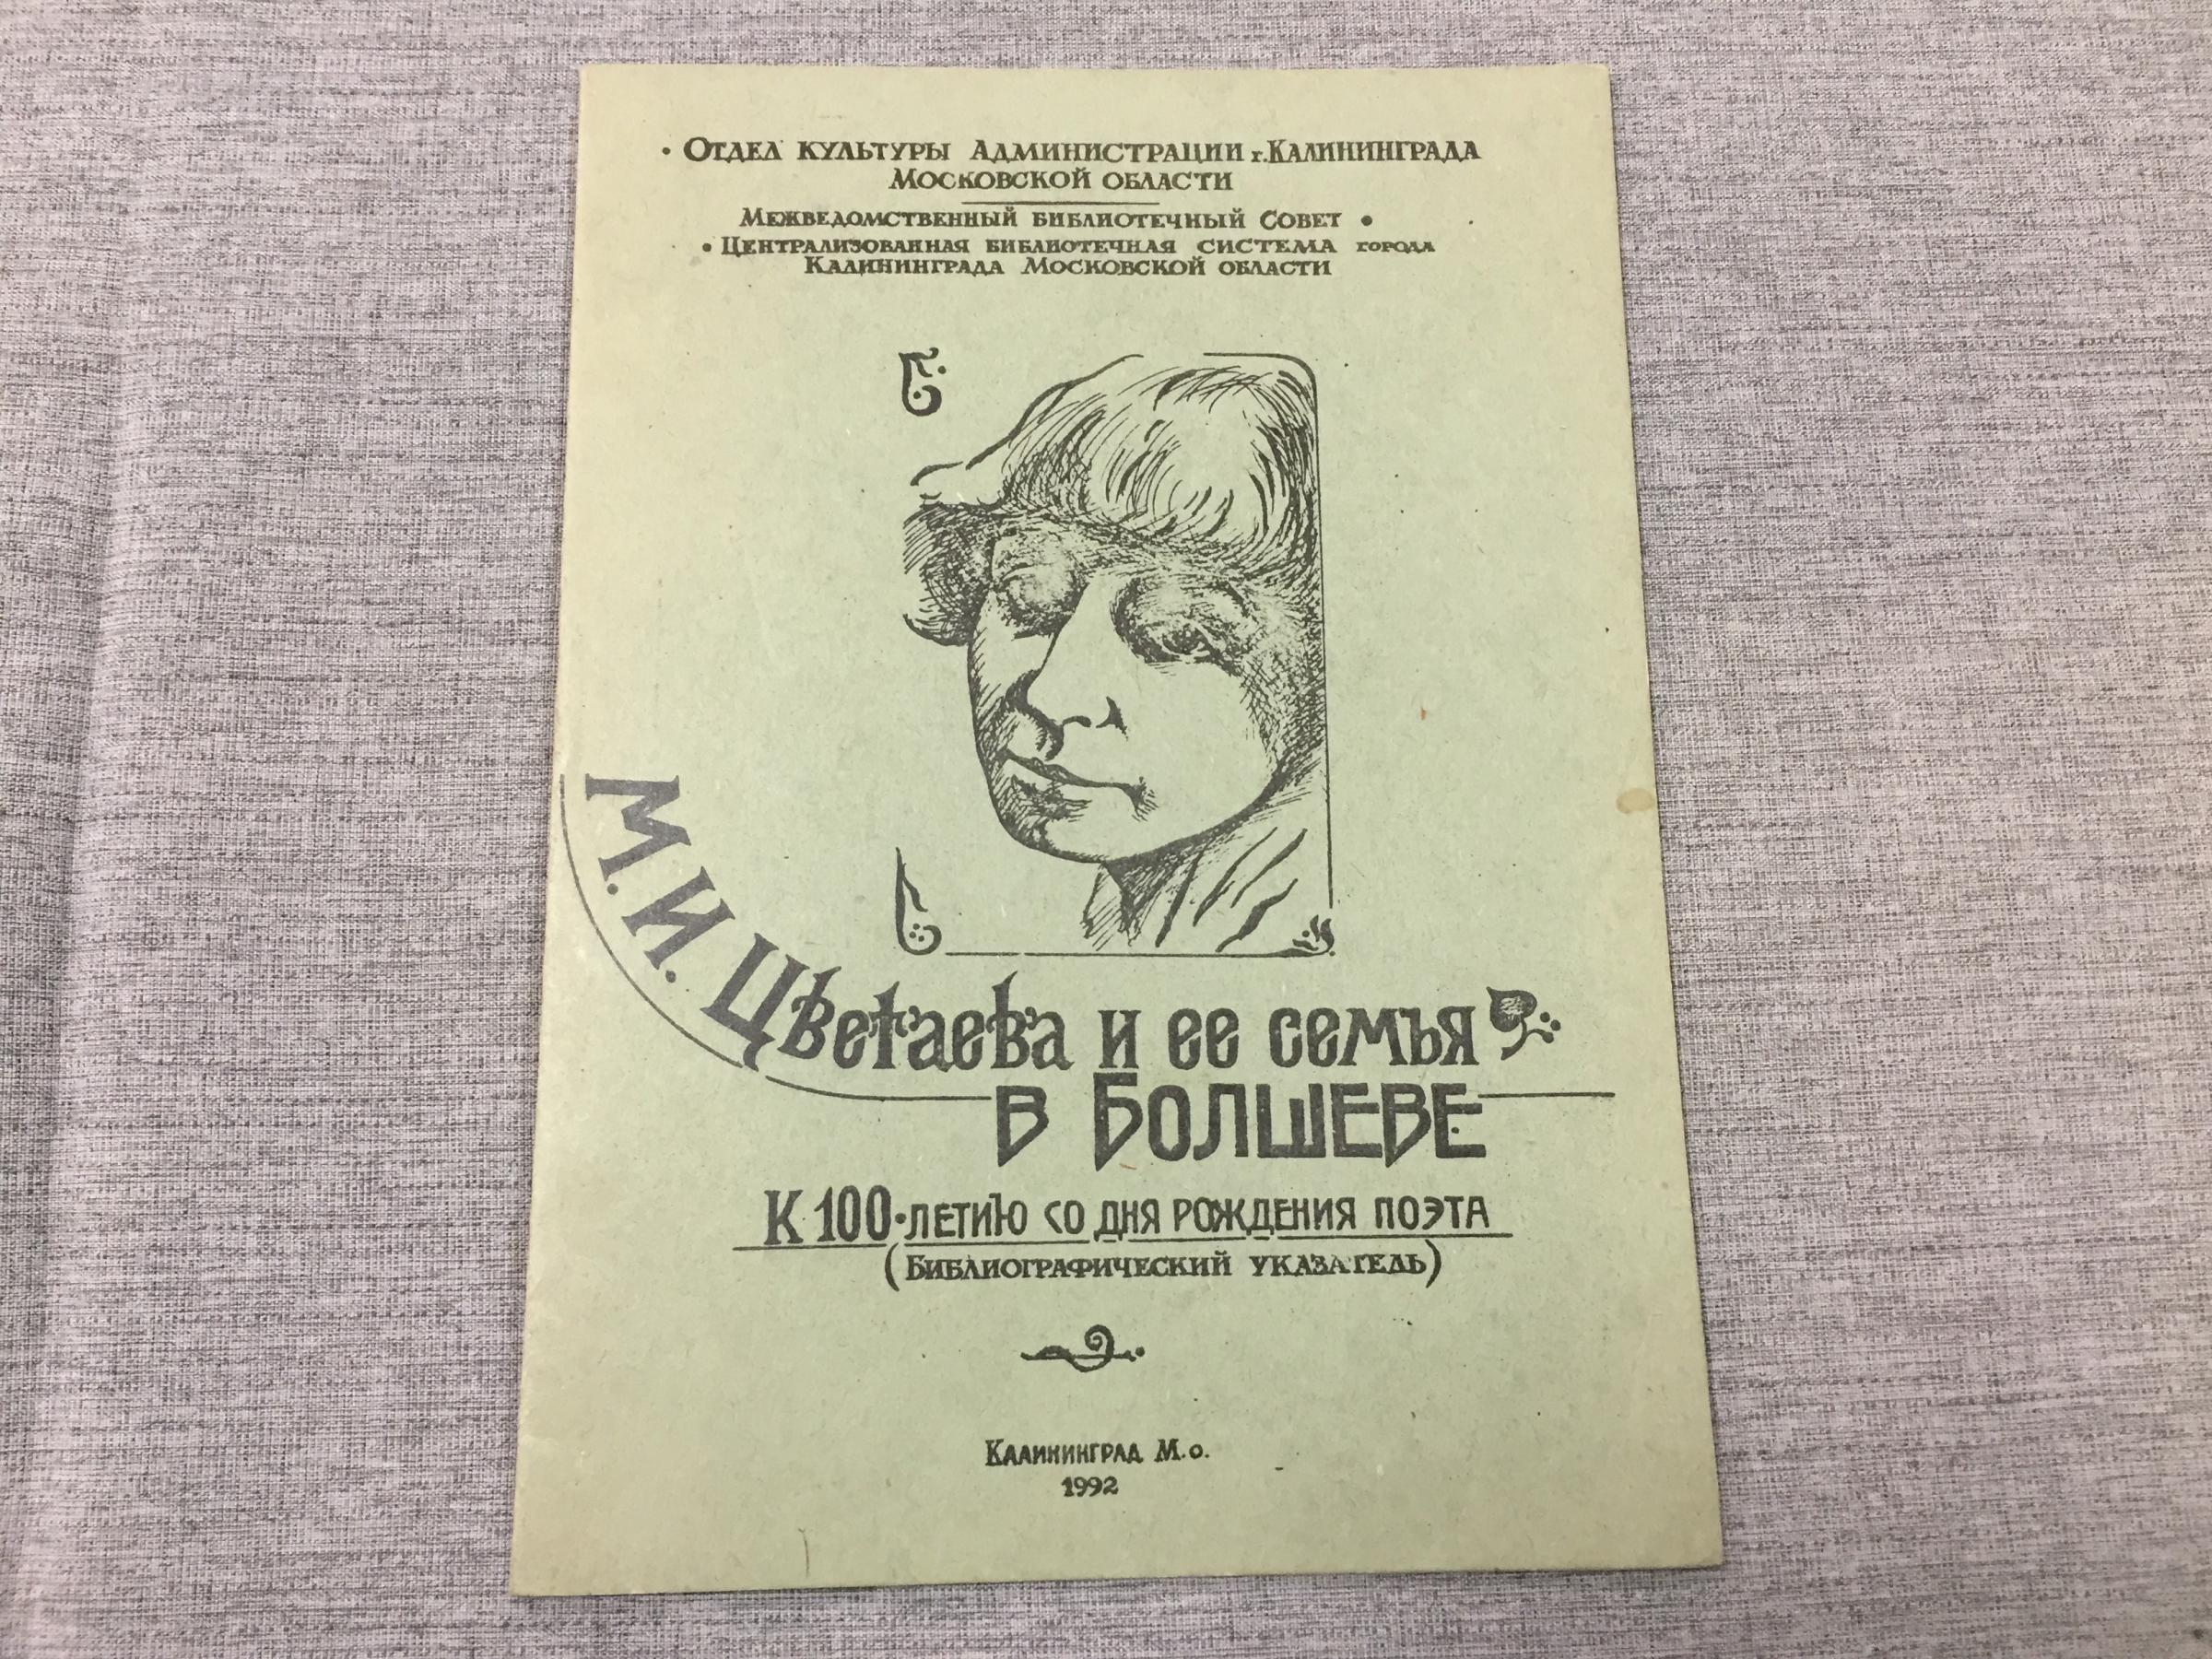 • Отдел культуры Администрации г. Калининграда
Московской области
Межведомственный библиотечный Совет •
• Централизованная библиотечная система города
Калининграда Московской области
М. И. Цветаева и ее семья
в Болшеве
К 100-летию со дня рождения поэта
(Библиографический указатель)
Калининград М.о.
1992